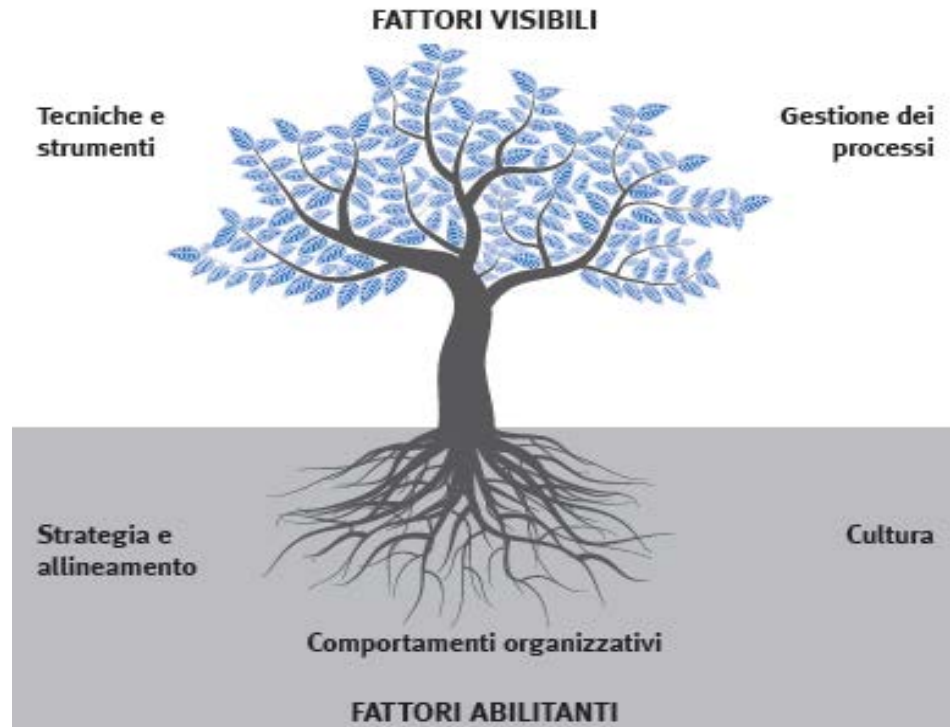 FATTORI VISIBILI
Tecniche e
strumenti
Gestione dei
processi
Strategia e
allineamento
Cultura
Comportamenti organizzativi
FATTORI ABILITANTI